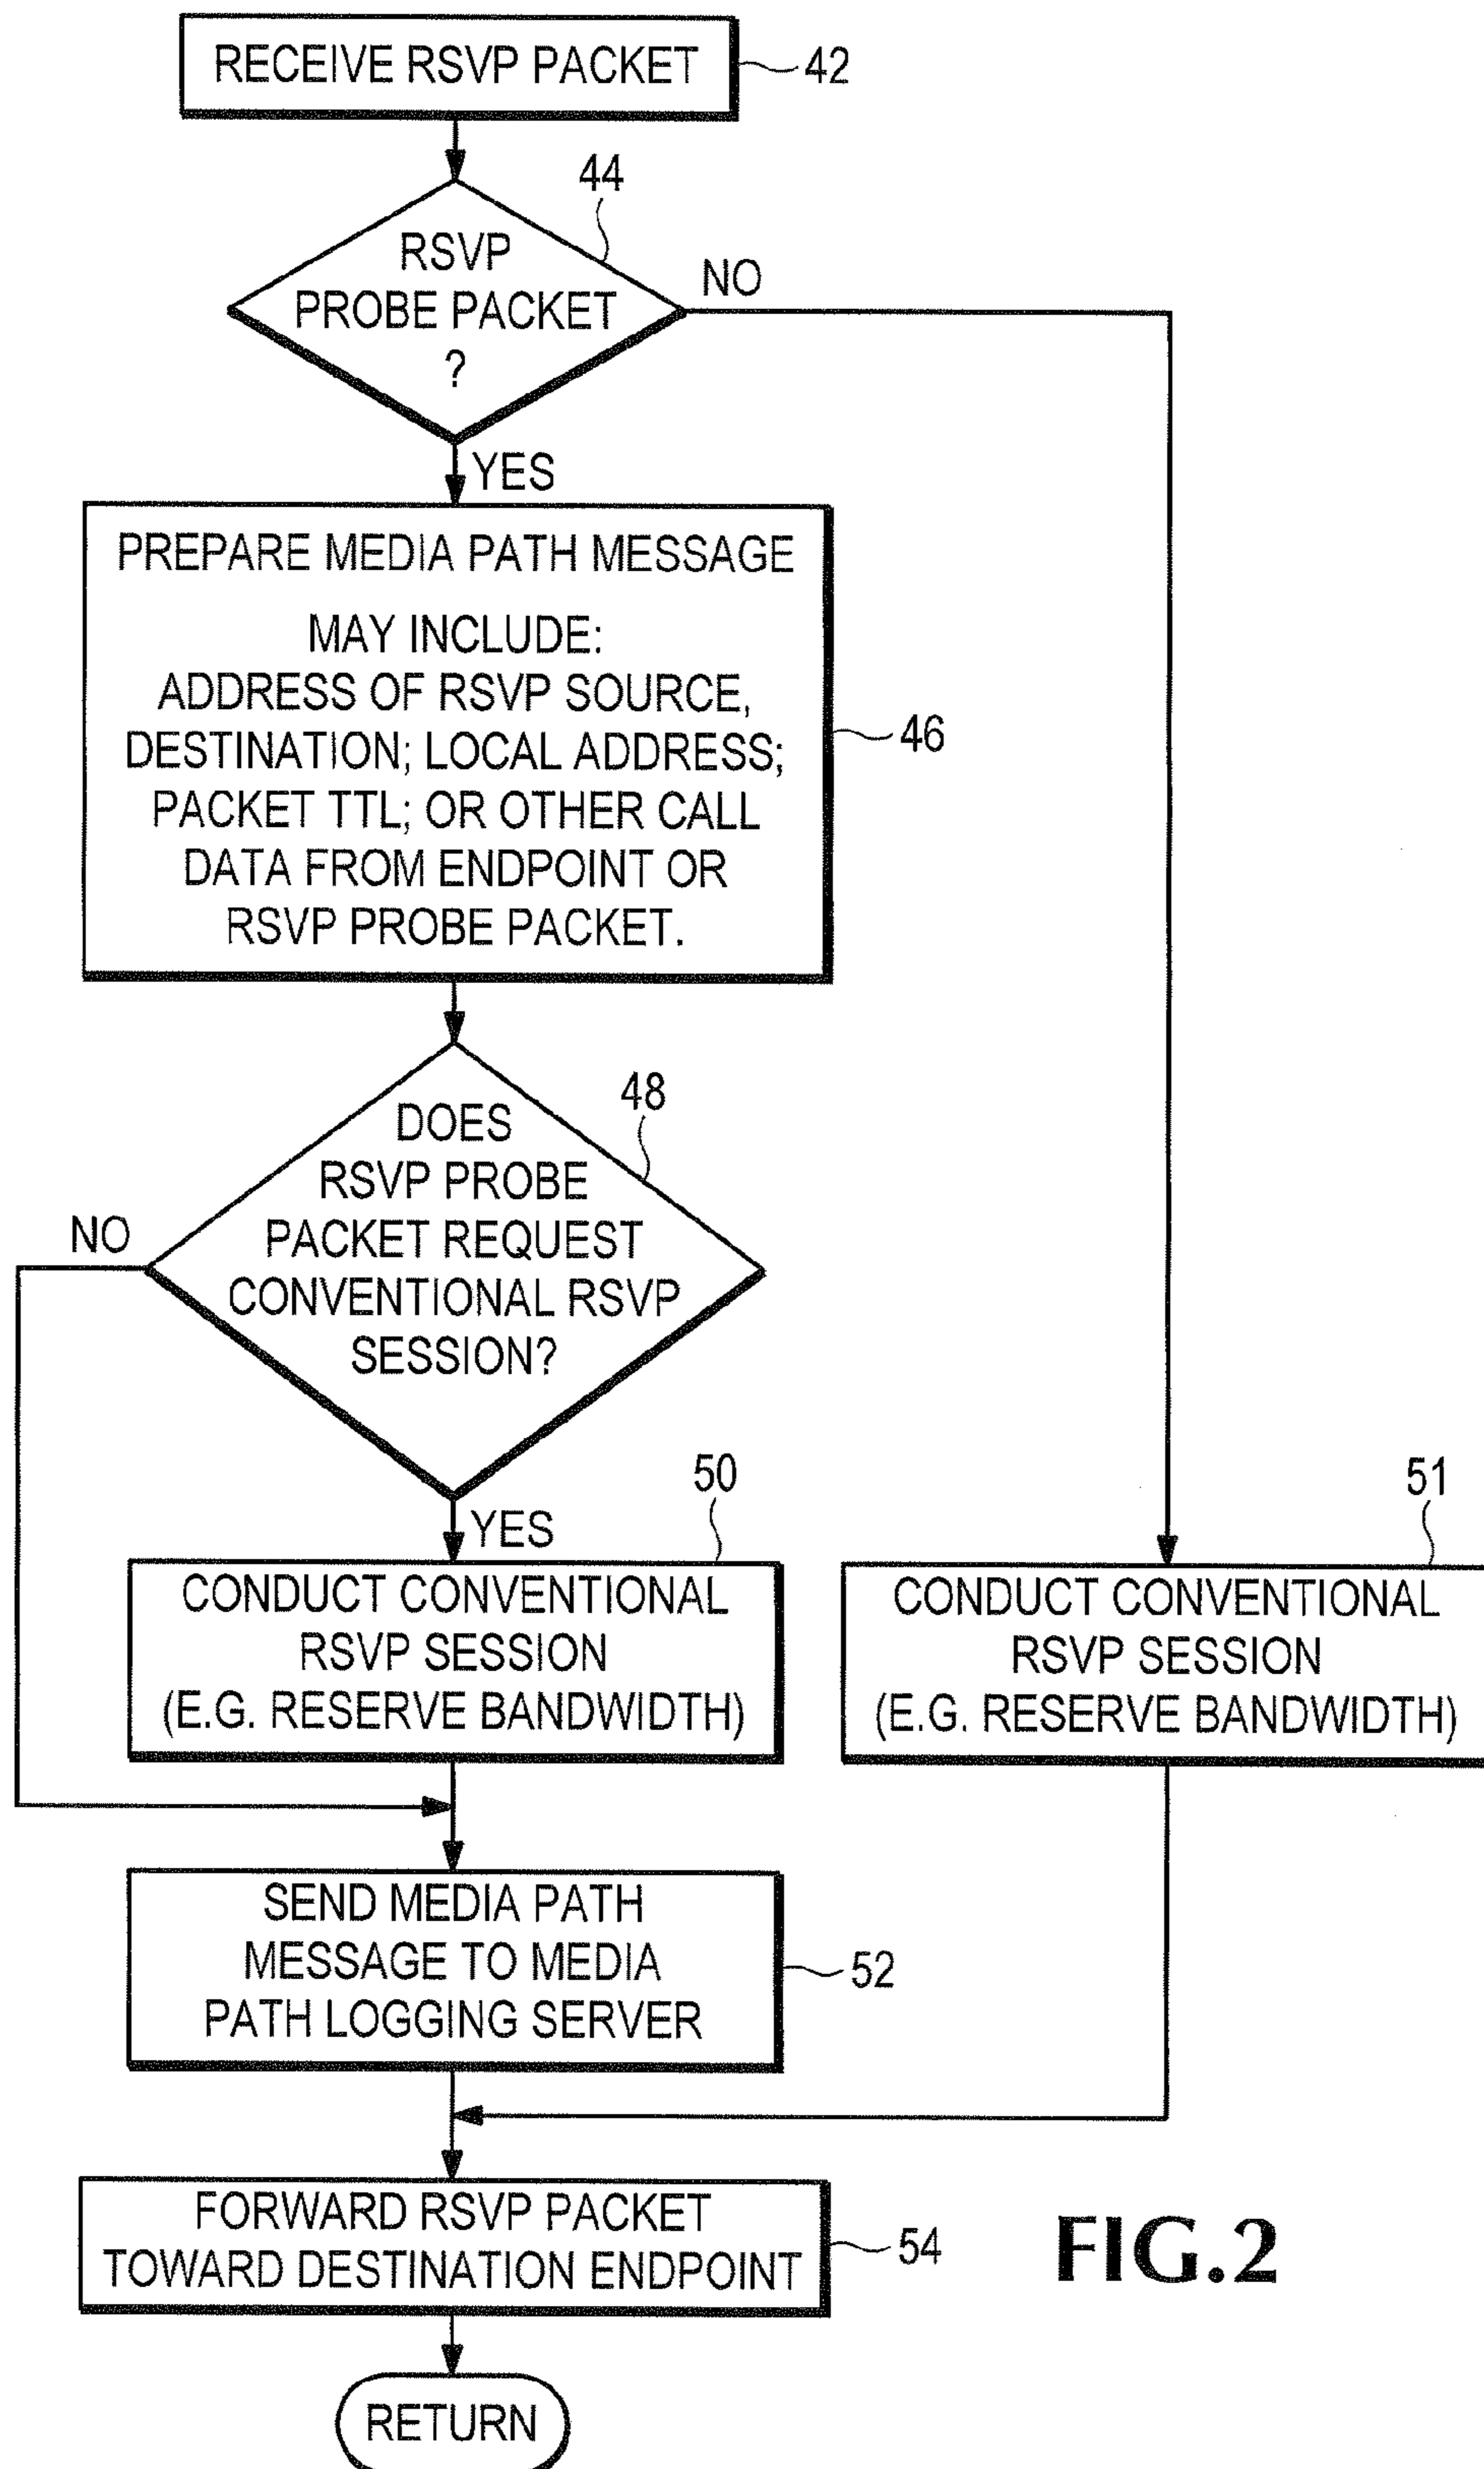 RECEIVE RSVP PACKET
42
44
RSVP
PROBE PACKET
?
NO
YES
PREPARE MEDIA PATH MESSAGE
MAY INCLUDE:
ADDRESS OF RSVP SOURCE,
DESTINATION; LOCAL ADDRESS;
PACKET TTL; OR OTHER CALL
DATA FROM ENDPOINT OR
RSVP PROBE PACKET.
46
48
DOES
RSVP PROBE
PACKET REQUEST
CONVENTIONAL RSVP
SESSION?
NO
YES
50
CONDUCT CONVENTIONAL
RSVP SESSION
(E.G. RESERVE BANDWIDTH)
51
CONDUCT CONVENTIONAL
RSVP SESSION
(E.G. RESERVE BANDWIDTH)
SEND MEDIA PATH
MESSAGE TO MEDIA
PATH LOGGING SERVER
52
FORWARD RSVP PACKET
TOWARD DESTINATION ENDPOINT
54
FIG.2
RETURN